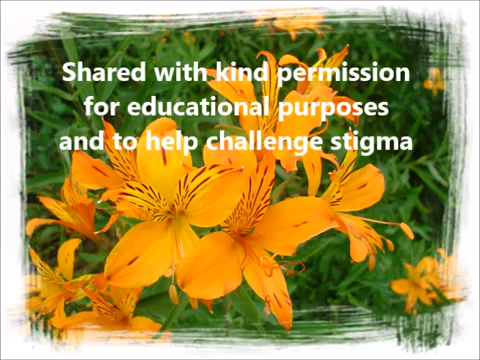 Shared with kind permission
for educational purposes
and to help challenge stigma